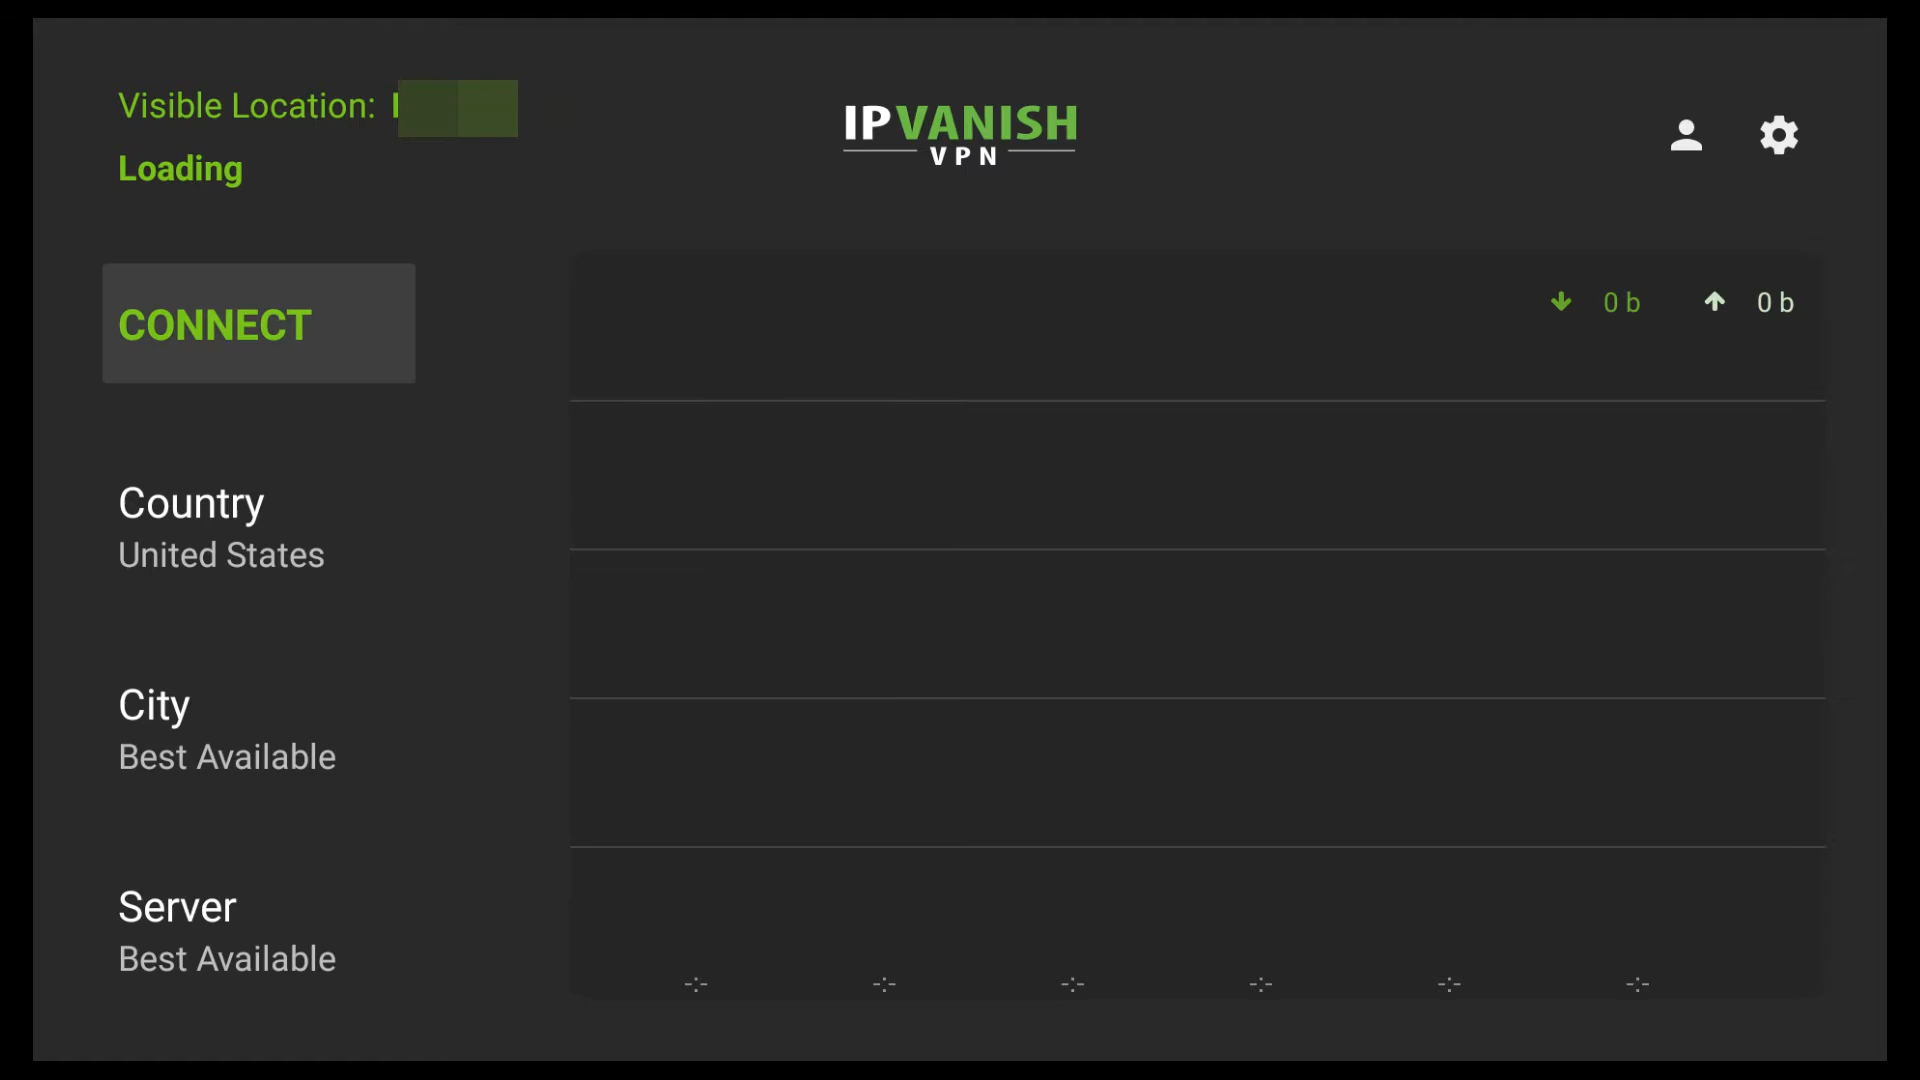 Visible Location:
Loading
IPVANISH
VPN
CONNECT
0 b
0 b
Country
United States
City
Best Available
Server
Best Available
-:-
-:-
-:-
-:-
-:-
-:-